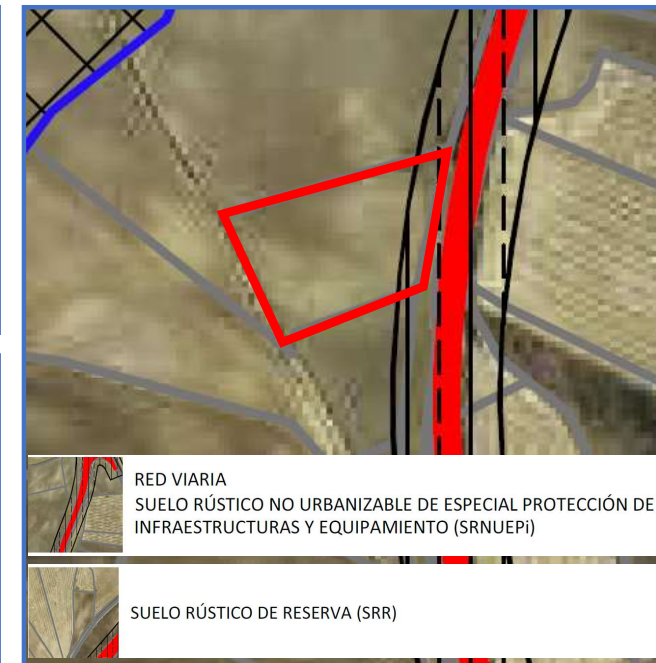 RED VIARIA
SUELO RÚSTICO NO URBANIZABLE DE ESPECIAL PROTECCIÓN DE
INFRAESTRUCTURAS Y EQUIPAMIENTO (SRNUEPi)
SUELO RÚSTICO DE RESERVA (SRR)